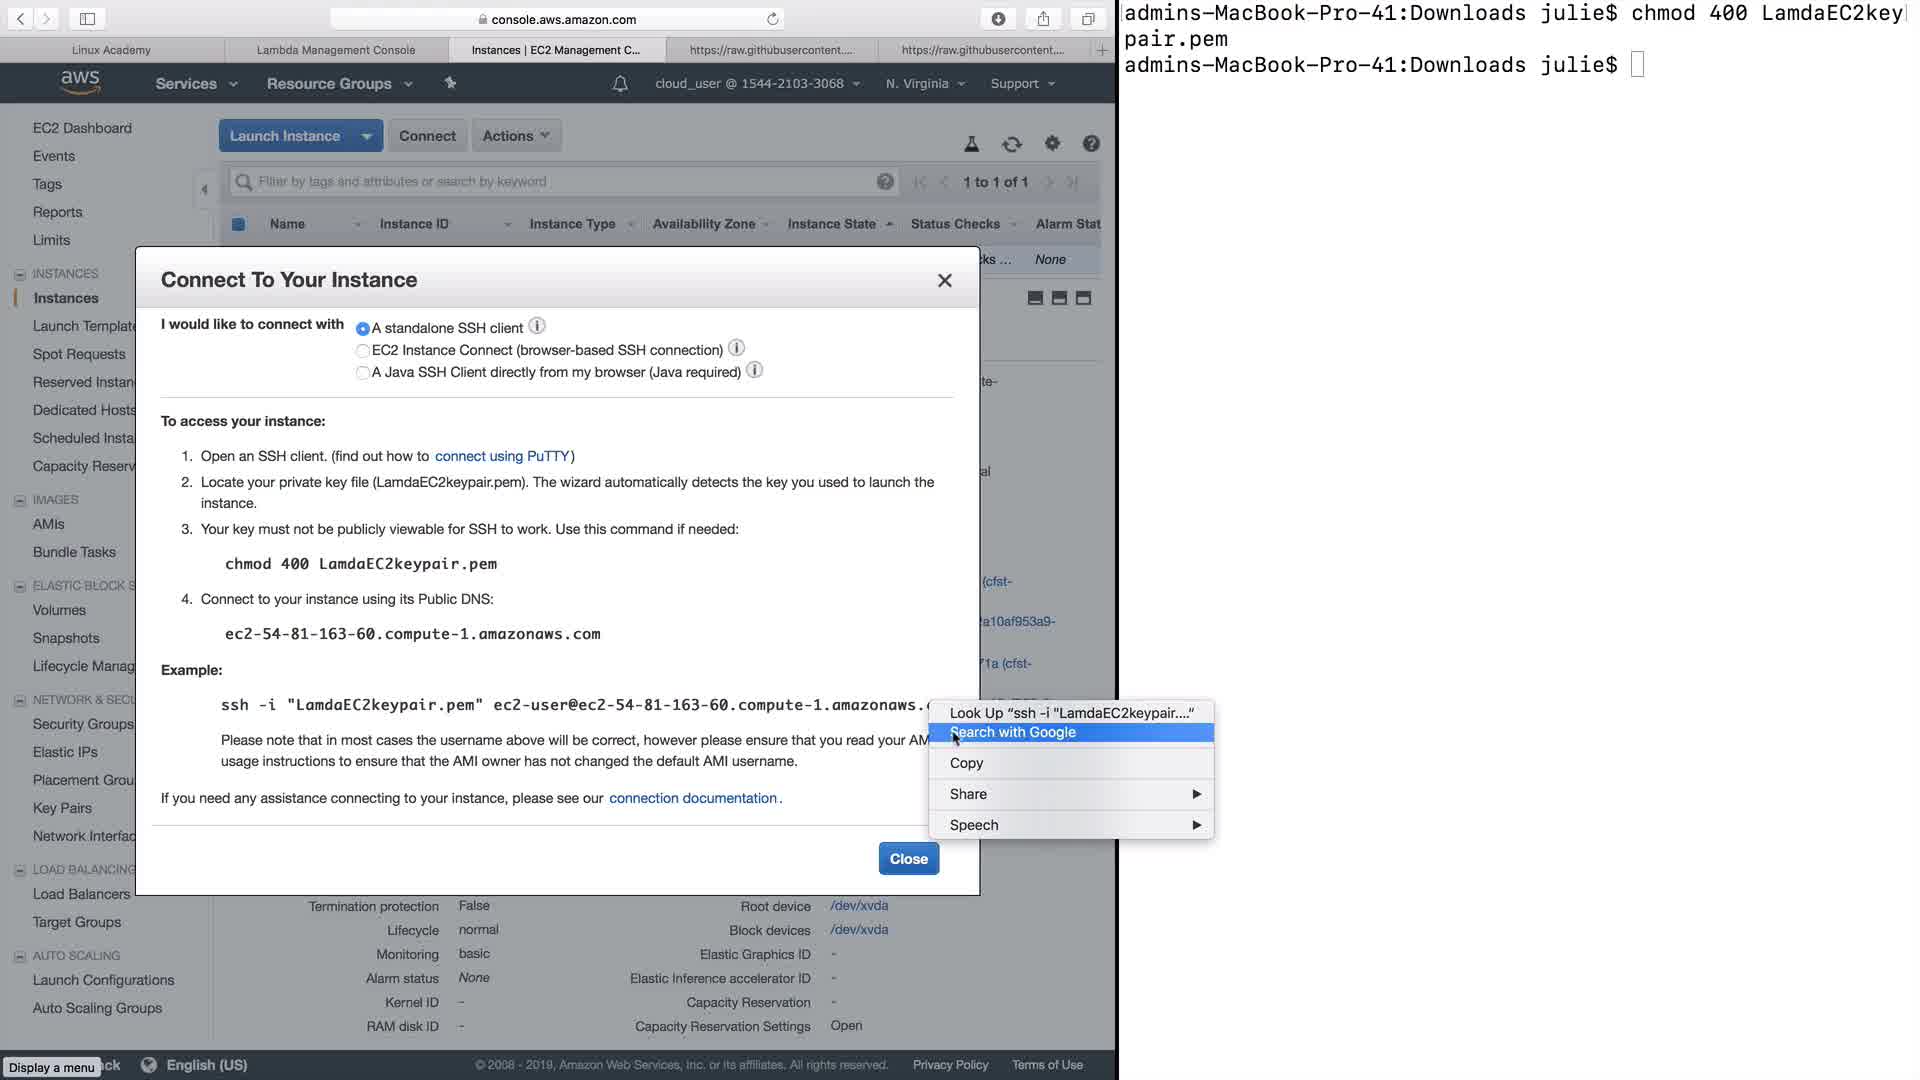 console.aws.amazon.com
Linux Academy
Lambda Management Console
Instances | EC2 Management C...
https://raw.githubusercontent....
https://raw.githubusercontent....
aws
Services
Resource Groups
cloud_user @ 1544-2103-3068
N. Virginia
Support
Launch Instance
Connect
Actions
Filter by tags and attributes or search by keyword
1 to 1 of 1
Name
Instance ID
Instance Type
Availability Zone
Instance State
Status Checks
Alarm Stat
cks ...
None
EC2 Dashboard
Events
Tags
Reports
Limits
INSTANCES
Instances
Launch Template
Spot Requests
Reserved Instan
Dedicated Hosts
Scheduled Insta
Capacity Reserv
IMAGES
AMIs
Bundle Tasks
ELASTIC BLOCK S
Volumes
Snapshots
Lifecycle Manag
NETWORK & SECU
Security Groups
Elastic IPs
Placement Grou
Key Pairs
Network Interfac
LOAD BALANCING
Load Balancers
Target Groups
AUTO SCALING
Launch Configurations
Auto Scaling Groups
Connect To Your Instance
I would like to connect with
A standalone SSH client
EC2 Instance Connect (browser-based SSH connection)
A Java SSH Client directly from my browser (Java required)
To access your instance:
1. Open an SSH client. (find out how to connect using PuTTY)
2. Locate your private key file (LamdaEC2keypair.pem). The wizard automatically detects the key you used to launch the
instance.
3. Your key must not be publicly viewable for SSH to work. Use this command if needed:
chmod 400 LamdaEC2keypair.pem
4. Connect to your instance using its Public DNS:
ec2-54-81-163-60.compute-1.amazonaws.com
Example:
ssh -i "LamdaEC2keypair.pem" ec2-user@ec2-54-81-163-60.compute-1.amazonaws.
Please note that in most cases the username above will be correct, however please ensure that you read your AM
usage instructions to ensure that the AMI owner has not changed the default AMI username.
If you need any assistance connecting to your instance, please see our connection documentation.
Close
te-
al
(cfst-
a10af953a9-
71a (cfst-
Look Up “ssh -i "LamdaEC2keypair....”
Search with Google
Copy
Share
Speech
Termination protection False
Root device /dev/xvda
Lifecycle normal
Block devices /dev/xvda
Monitoring basic
Elastic Graphics ID -
Alarm status None
Elastic Inference accelerator ID -
Kernel ID -
Capacity Reservation -
RAM disk ID -
Capacity Reservation Settings Open
Display a menu
ck
English (US)
© 2008 - 2019, Amazon Web Services, Inc. or its affiliates. All rights reserved.
Privacy Policy
Terms of Use
admins-MacBook-Pro-41:Downloads julie$ chmod 400 LamdaEC2key
pair.pem
admins-MacBook-Pro-41:Downloads julie$